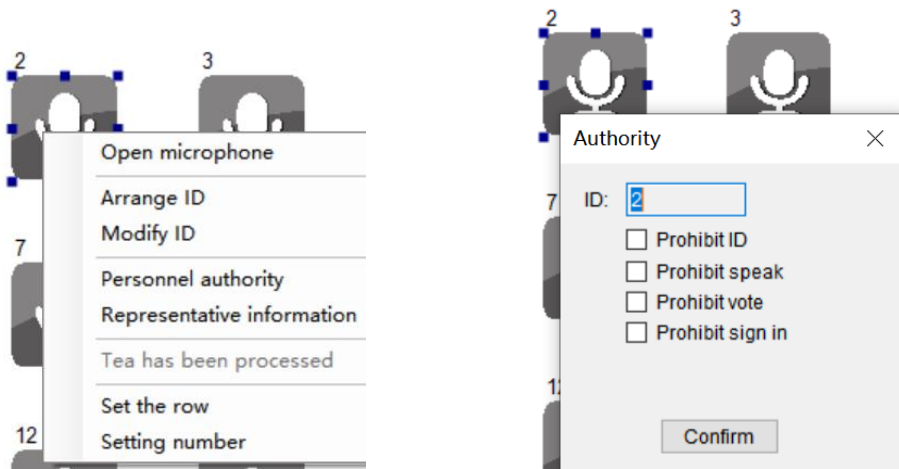 2
3
Open microphone
Arrange ID
Modify ID
7
Personnel authority
Representative information
Tea has been processed
Set the row
12
Setting number
2
3
Authority
7
ID: 2
Prohibit ID
Prohibit speak
Prohibit vote
Prohibit sign in
Confirm